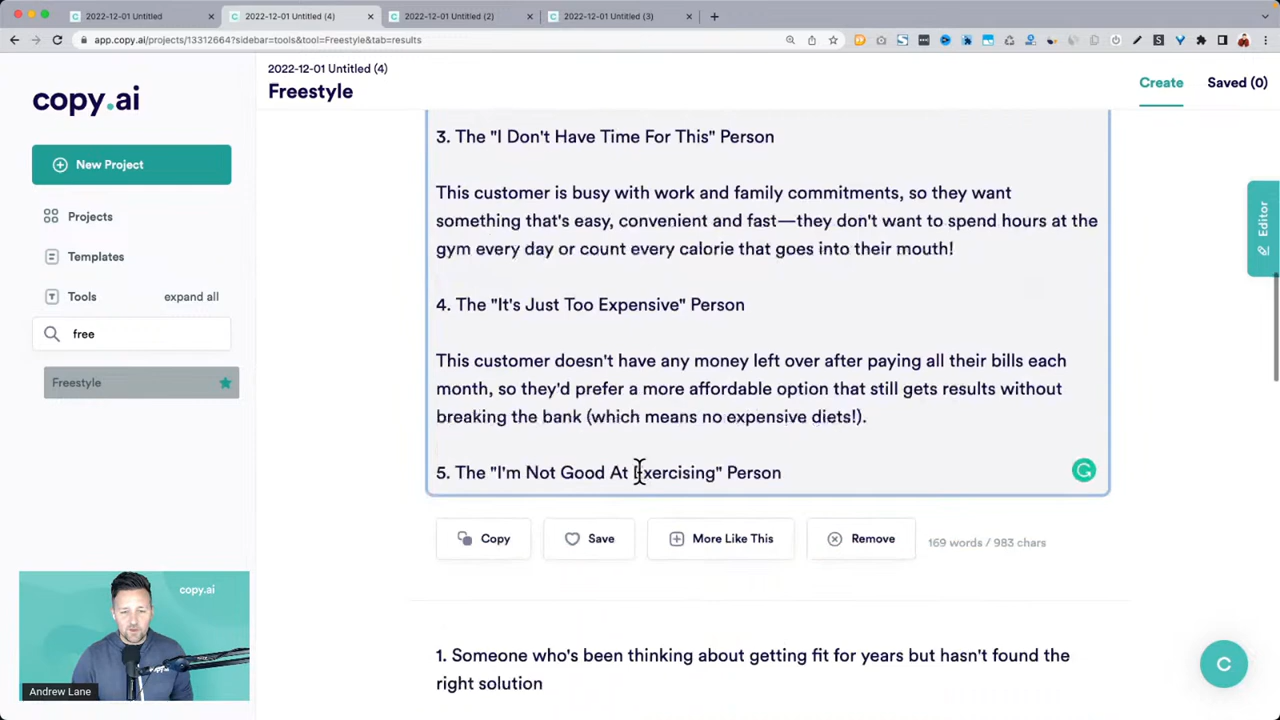 2022-12-01 Untitled
2022-12-01 Untitled (4)
2022-12-01 Untitled (2)
2022-12-01 Untitled (3)
app.copy.ai/projects/13312664?sidebar=tools&tool=Freestyle&tab=results
copy.ai
New Project
Projects
Templates
Tools
expand all
free
Freestyle
copy.ai
Andrew Lane
2022-12-01 Untitled (4)
Freestyle
Create
Saved (0)
3. The "I Don't Have Time For This" Person
This customer is busy with work and family commitments, so they want
something that's easy, convenient and fast—they don't want to spend hours at the
gym every day or count every calorie that goes into their mouth!
4. The "It's Just Too Expensive" Person
This customer doesn't have any money left over after paying all their bills each
month, so they'd prefer a more affordable option that still gets results without
breaking the bank (which means no expensive diets!).
5. The "I'm Not Good At Exercising" Person
Copy
Save
More Like This
Remove
169 words / 983 chars
1. Someone who's been thinking about getting fit for years but hasn't found the
right solution
Editor
C